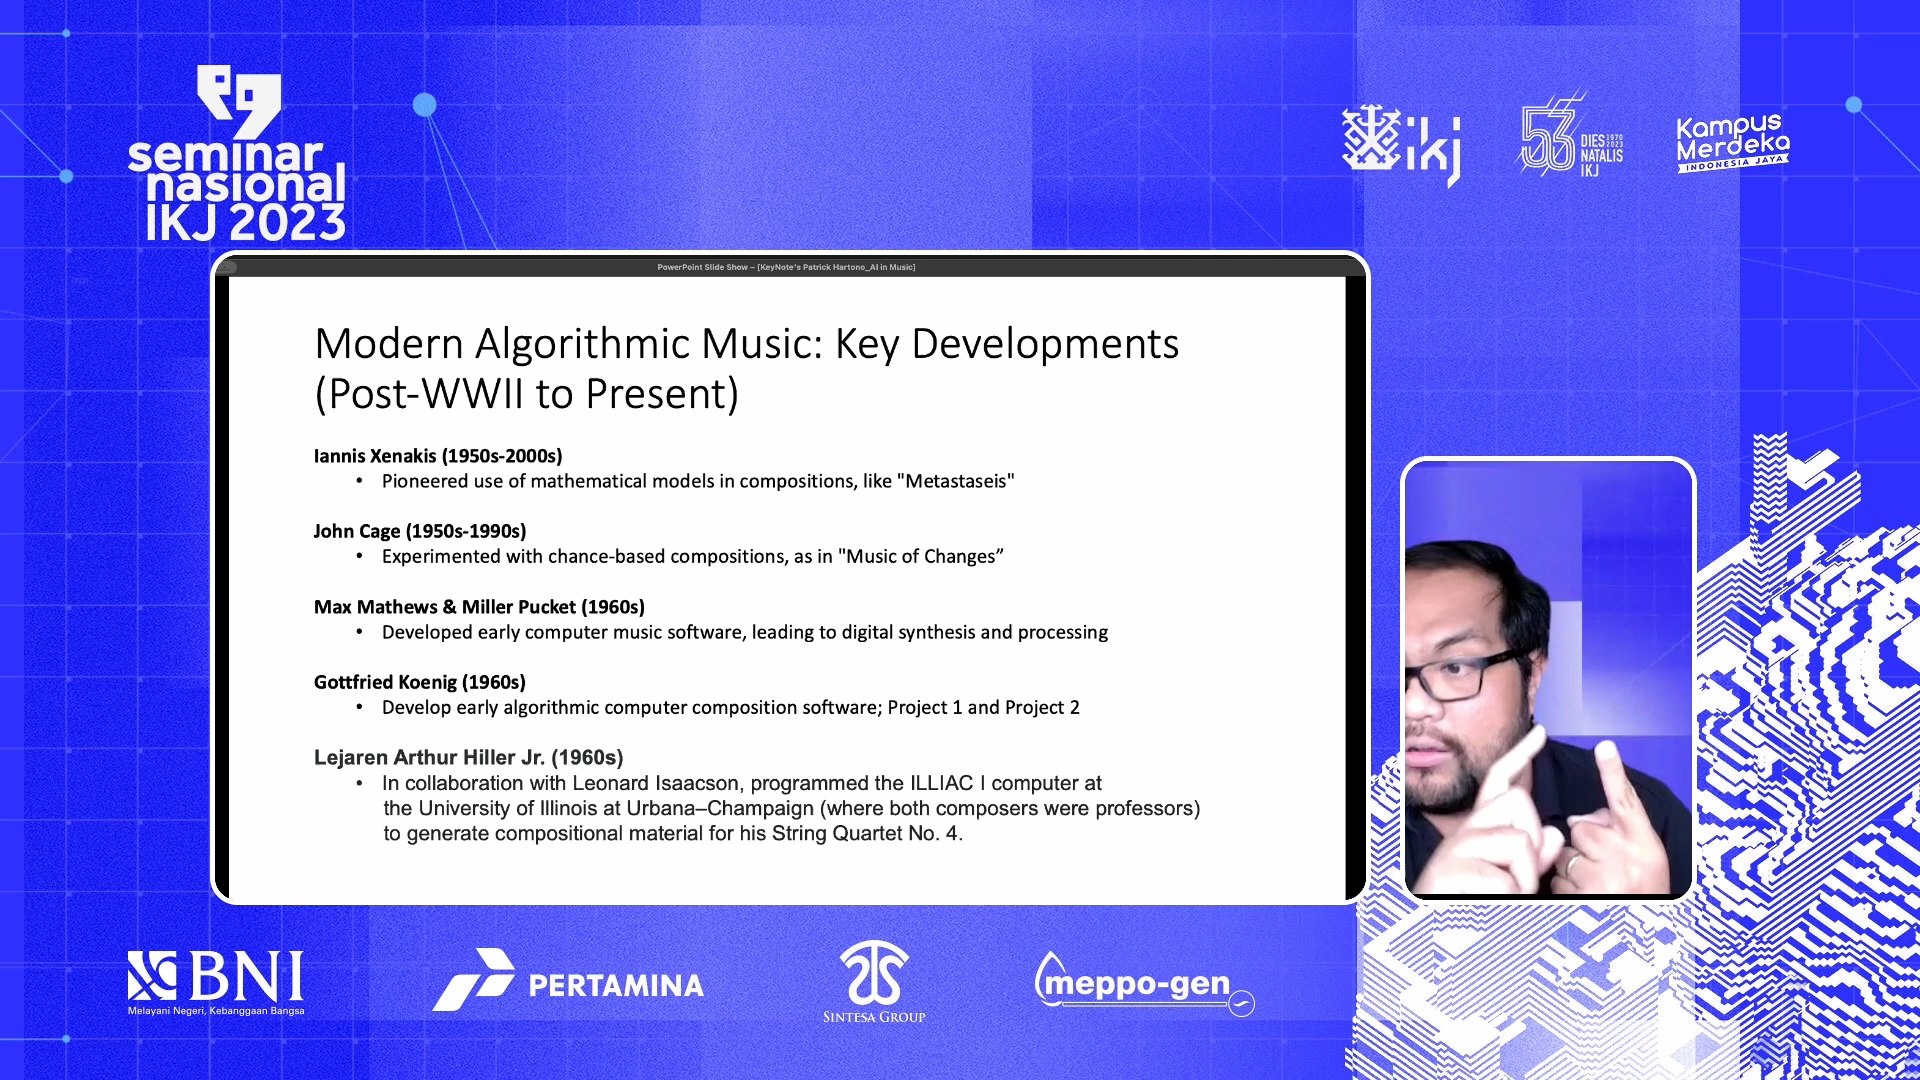 seminar
nasional
IKJ 2023
ikj
53
DIES 1970
NATALIS 2023
IKJ
Kampus
Merdeka
INDONESIA JAYA
PowerPoint Slide Show – [KeyNote's Patrick Hartono_AI in Music]
Modern Algorithmic Music: Key Developments
(Post-WWII to Present)
Iannis Xenakis (1950s-2000s)
• Pioneered use of mathematical models in compositions, like "Metastaseis"
John Cage (1950s-1990s)
• Experimented with chance-based compositions, as in "Music of Changes”
Max Mathews & Miller Pucket (1960s)
• Developed early computer music software, leading to digital synthesis and processing
Gottfried Koenig (1960s)
• Develop early algorithmic computer composition software; Project 1 and Project 2
Lejaren Arthur Hiller Jr. (1960s)
• In collaboration with Leonard Isaacson, programmed the ILLIAC I computer at
the University of Illinois at Urbana–Champaign (where both composers were professors)
to generate compositional material for his String Quartet No. 4.
BNI
Melayani Negeri, Kebanggaan Bangsa
PERTAMINA
SINTESA GROUP
meppo-gen